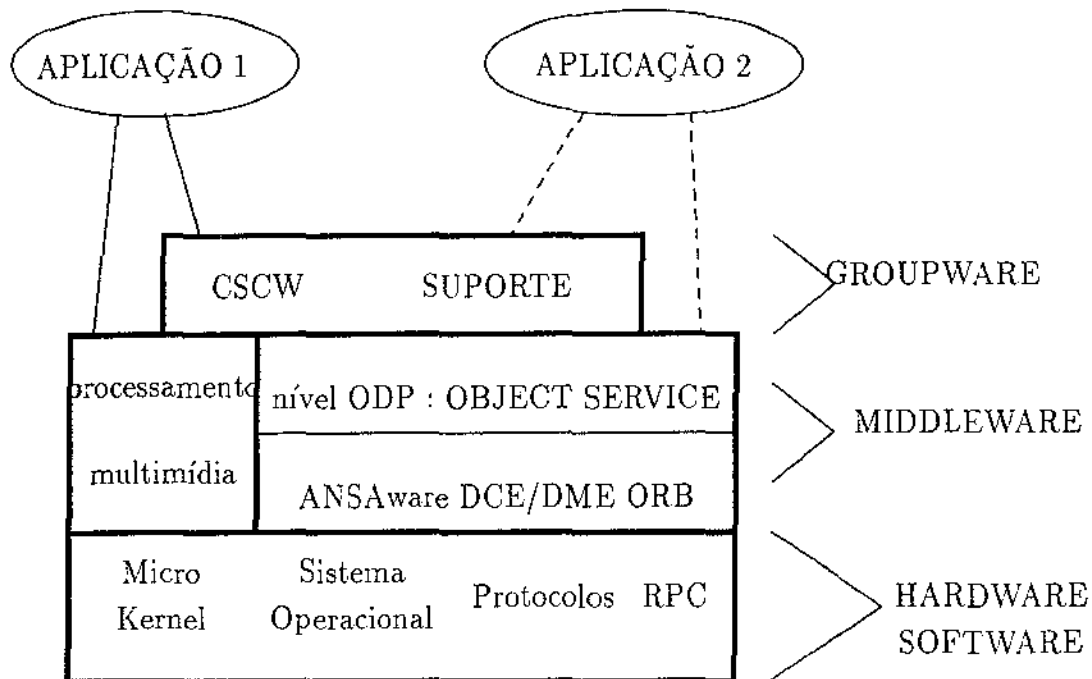 APLICAÇÃO 1
APLICAÇÃO 2
CSCW SUPORTE
GROUPWARE
processamento
multimídia
nível ODP : OBJECT SERVICE
ANSAware DCE/DME ORB
MIDDLEWARE
Micro
Kernel
Sistema
Operacional
Protocolos RPC
HARDWARE
SOFTWARE